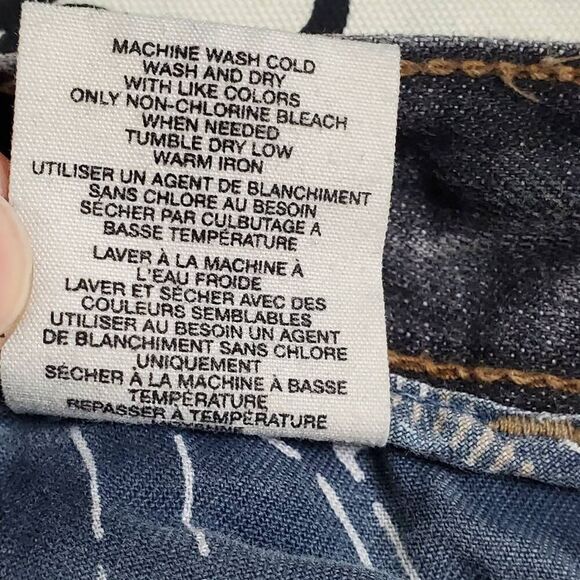 MACHINE WASH COLD
WASH AND DRY
WITH LIKE COLORS
ONLY NON-CHLORINE BLEACH
WHEN NEEDED
TUMBLE DRY LOW
WARM IRON
UTILISER UN AGENT DE BLANCHIMENT
SANS CHLORE AU BESOIN
SÉCHER PAR CULBUTAGE A
BASSE TEMPÉRATURE
LAVER À LA MACHINE À
L'EAU FROIDE
LAVER ET SÉCHER AVEC DES
COULEURS SEMBLABLES
UTILISER AU BESOIN UN AGENT
DE BLANCHIMENT SANS CHLORE
UNIQUEMENT
SÉCHER À LA MACHINE À BASSE
TEMPÉRATURE
REPASSER À TEMPÉRATURE